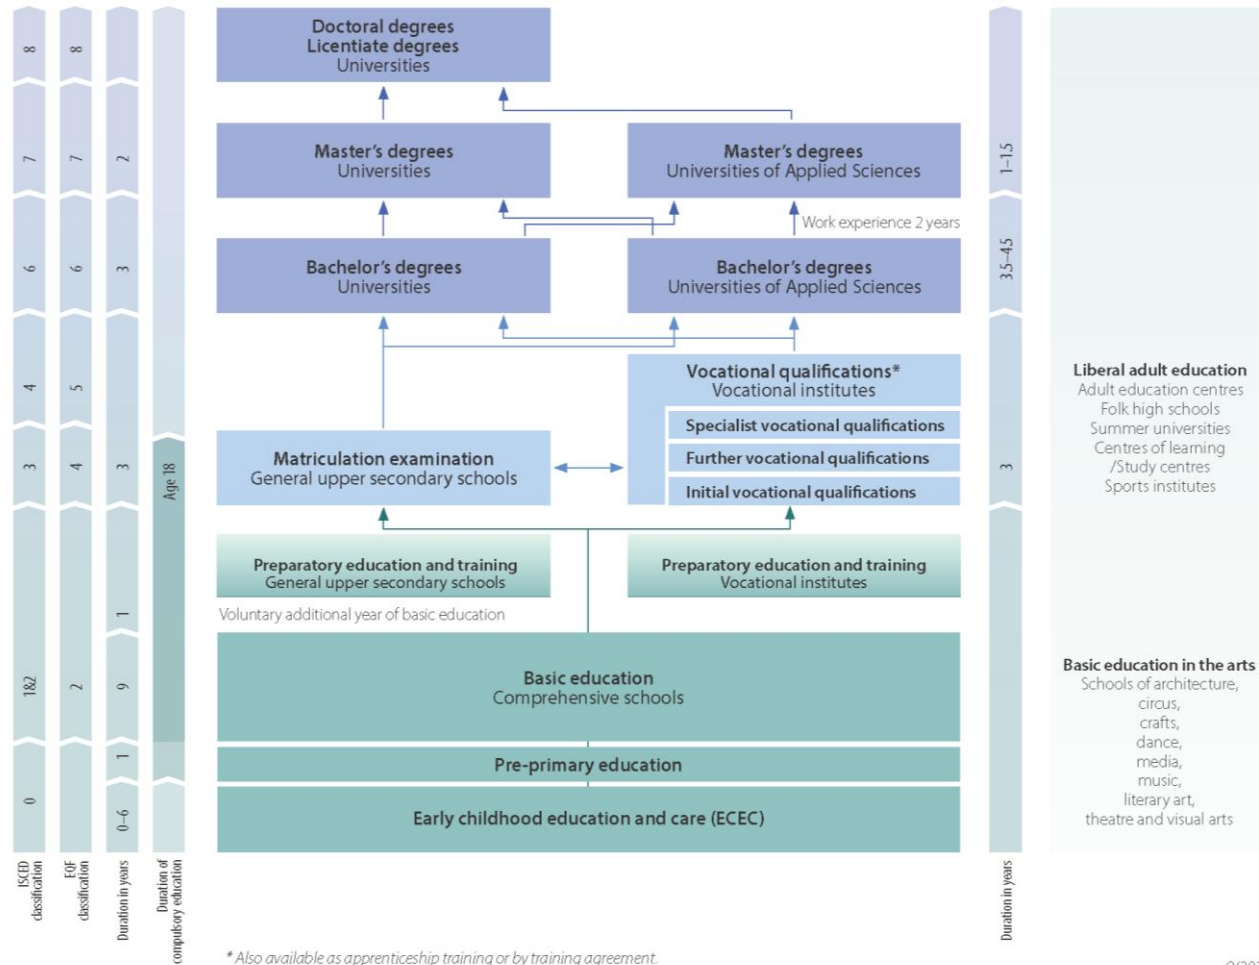 8
8
Doctoral degrees
Licentiate degrees
Universities
7
7
2
Master's degrees
Universities
Master's degrees
Universities of Applied Sciences
1–1.5
Work experience 2 years
6
6
3
Bachelor's degrees
Universities
Bachelor's degrees
Universities of Applied Sciences
3.5–4.5
4
5
Vocational qualifications*
Vocational institutes
Specialist vocational qualifications
Further vocational qualifications
Initial vocational qualifications
3
4
3
Age 18
Matriculation examination
General upper secondary schools
3
Preparatory education and training
General upper secondary schools
Preparatory education and training
Vocational institutes
Voluntary additional year of basic education
1
1&2
2
9
Basic education
Comprehensive schools
1
Pre-primary education
0
0–6
Early childhood education and care (ECEC)
ISCED
classification
EQF
classification
Duration in years
Duration of
compulsory education
Duration in years
Liberal adult education
Adult education centres
Folk high schools
Summer universities
Centres of learning
/Study centres
Sports institutes
Basic education in the arts
Schools of architecture,
circus,
crafts,
dance,
media,
music,
literary art,
theatre and visual arts
* Also available as apprenticeship training or by training agreement.